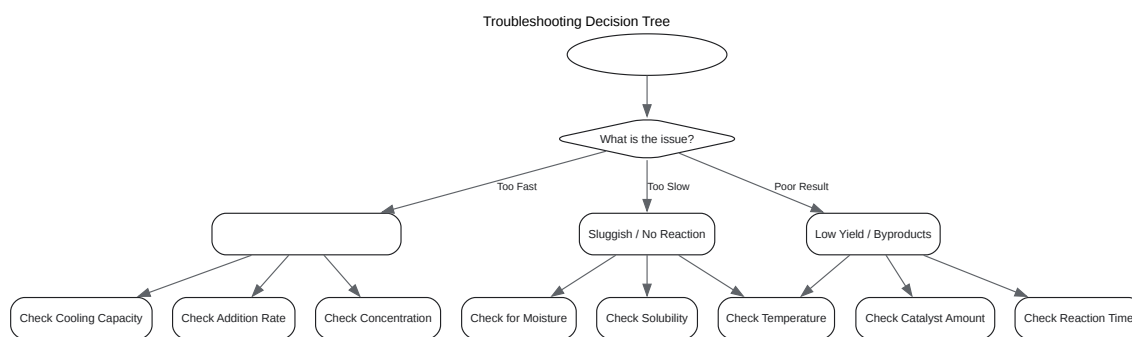 Troubleshooting Decision Tree
What is the issue?
Too Fast
Too Slow
Poor Result
Sluggish / No Reaction
Low Yield / Byproducts
Check Cooling Capacity
Check Addition Rate
Check Concentration
Check for Moisture
Check Solubility
Check Temperature
Check Catalyst Amount
Check Reaction Time